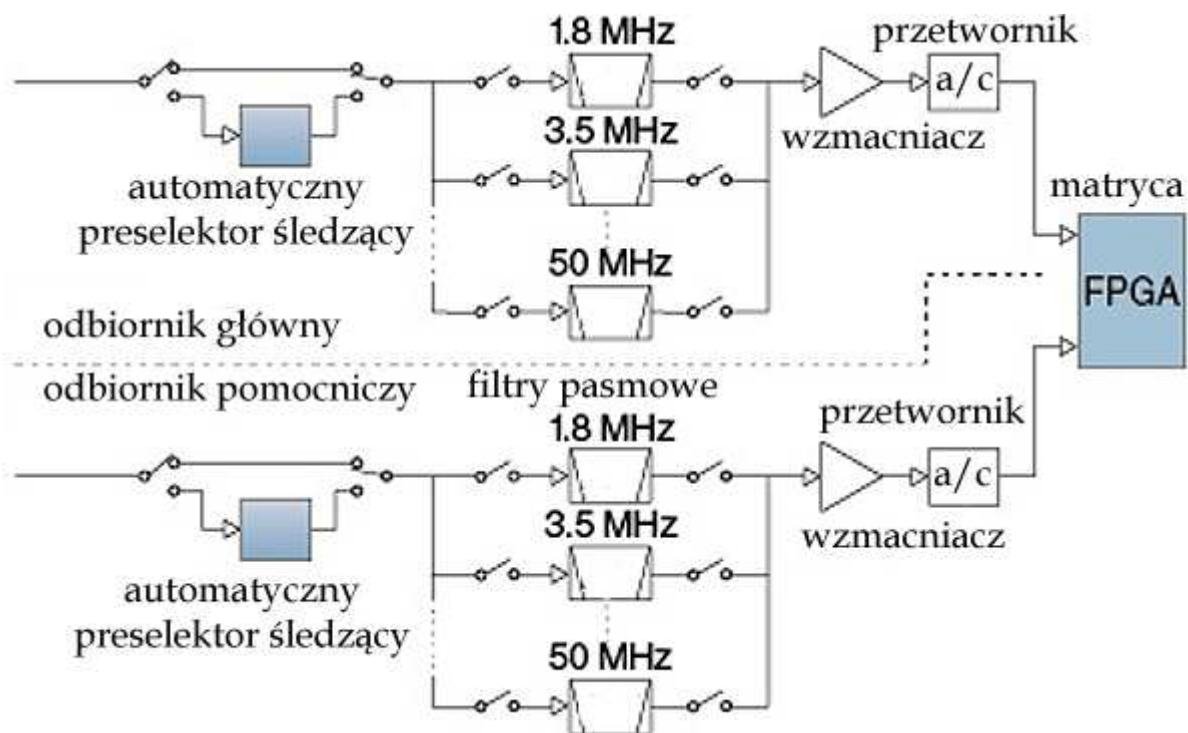 1.8 MHz
przetwornik
a/c
wzmacniacz
3.5 MHz
automatyczny
preselektor śledzący
matryca
50 MHz
FPGA
odbiornik główny
odbiornik pomocniczy
filtry pasmowe
przetwornik
1.8 MHz
a/c
wzmacniacz
3.5 MHz
automatyczny
preselektor śledzący
50 MHz